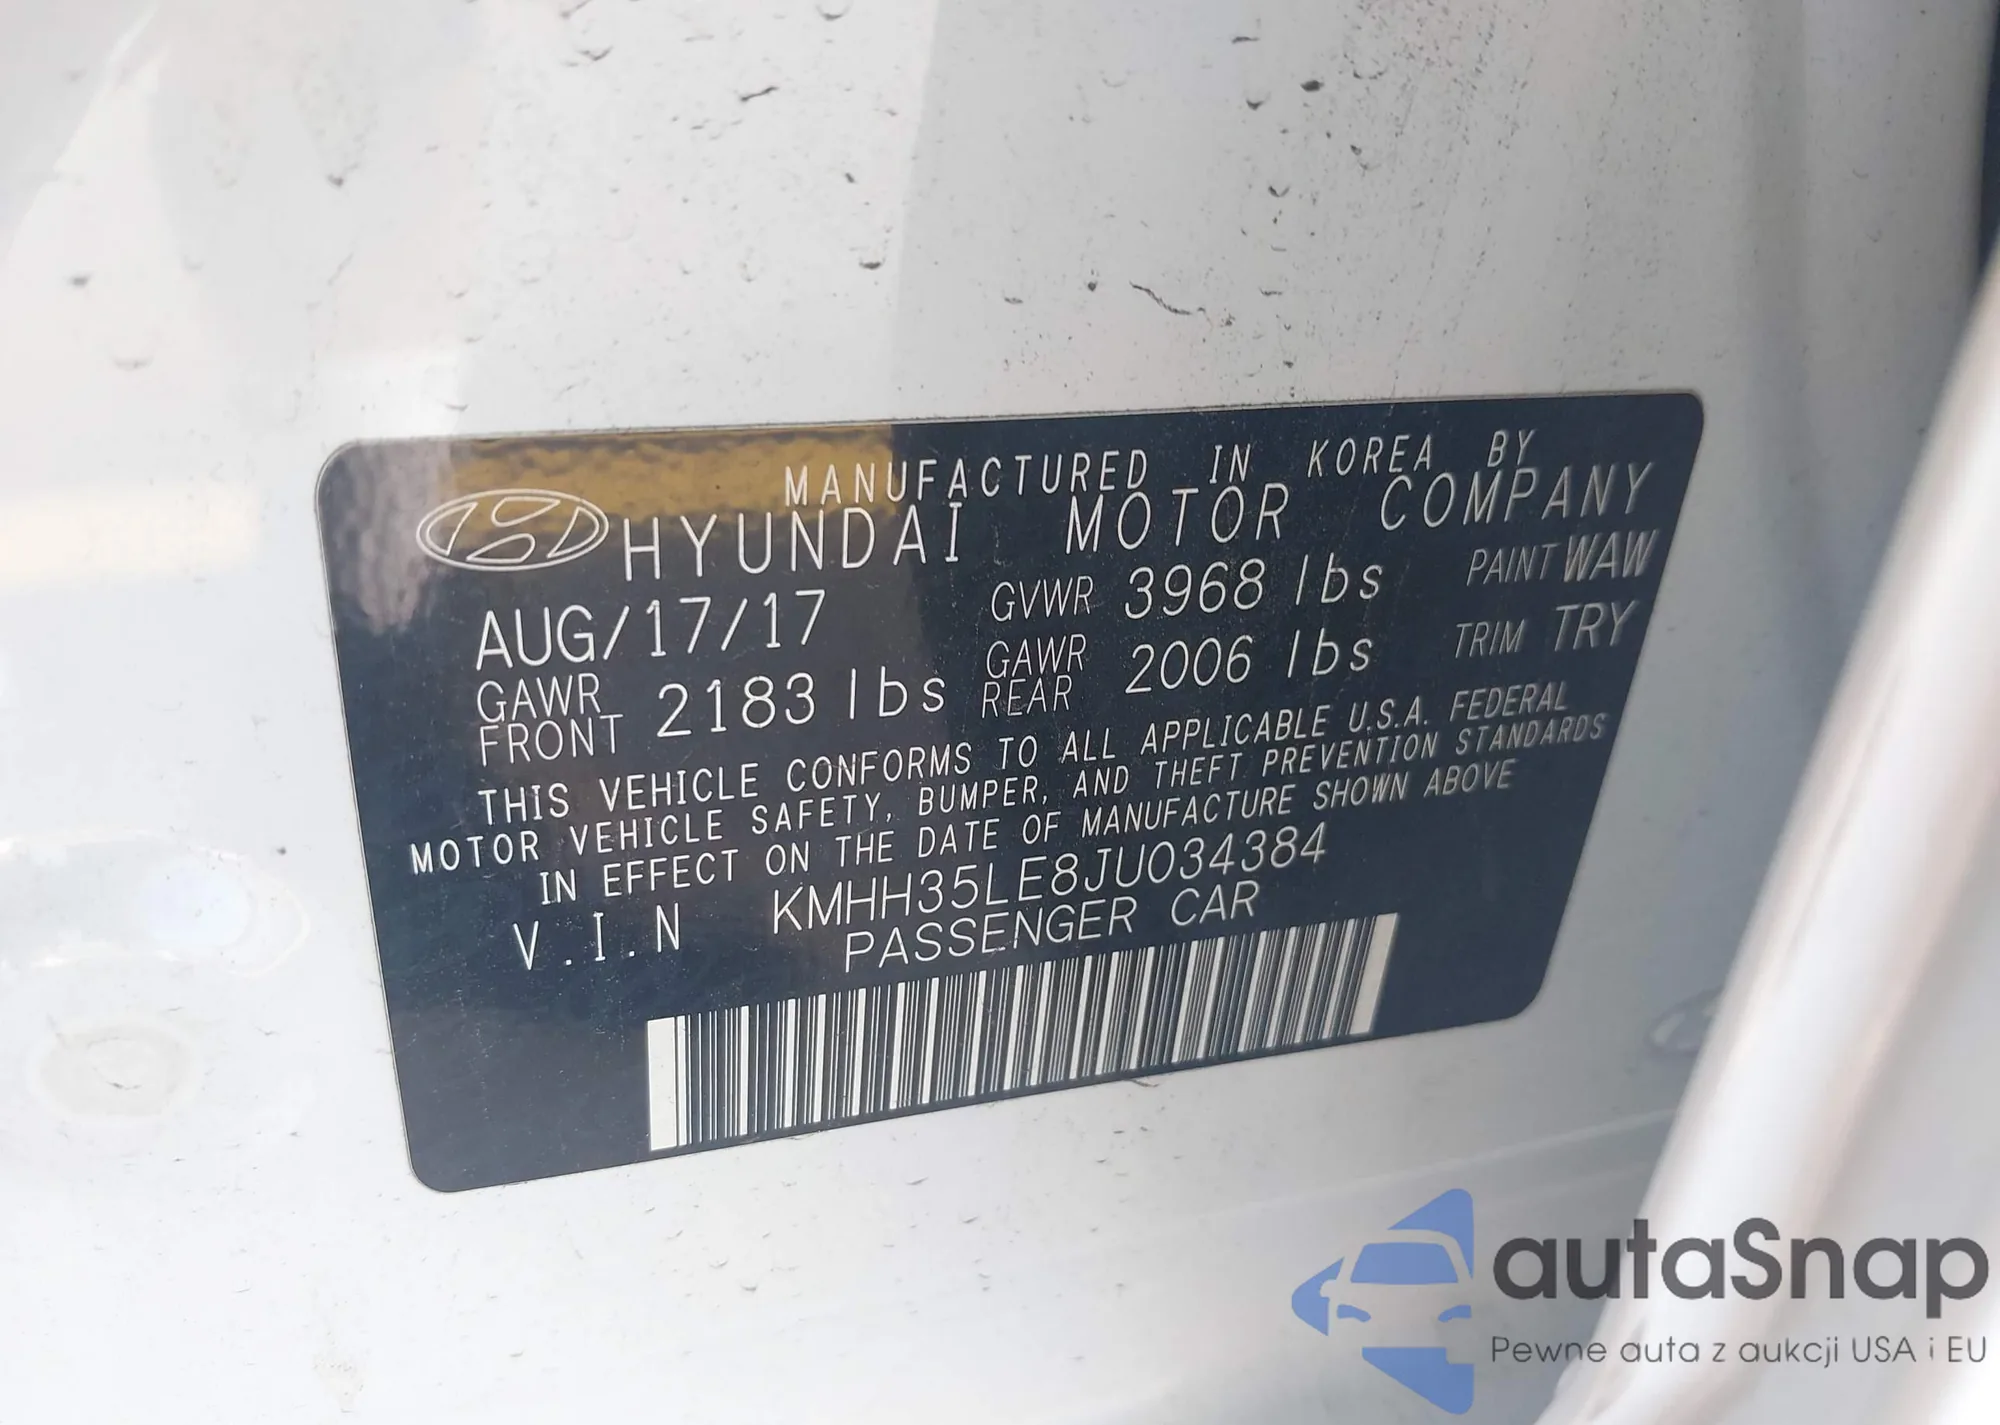 MANUFACTURED IN KOREA BY
HYUNDAI MOTOR COMPANY
AUG/17/17 GVWR 3968 lbs PAINT WAW
GAWR FRONT 2183 lbs GAWR REAR 2006 lbs TRIM TRY
THIS VEHICLE CONFORMS TO ALL APPLICABLE U.S.A. FEDERAL
MOTOR VEHICLE SAFETY, BUMPER, AND THEFT PREVENTION STANDARDS
IN EFFECT ON THE DATE OF MANUFACTURE SHOWN ABOVE
V.I.N KMHH35LE8JU034384
PASSENGER CAR
autaSnap
Pewne auta z aukcji USA i EU